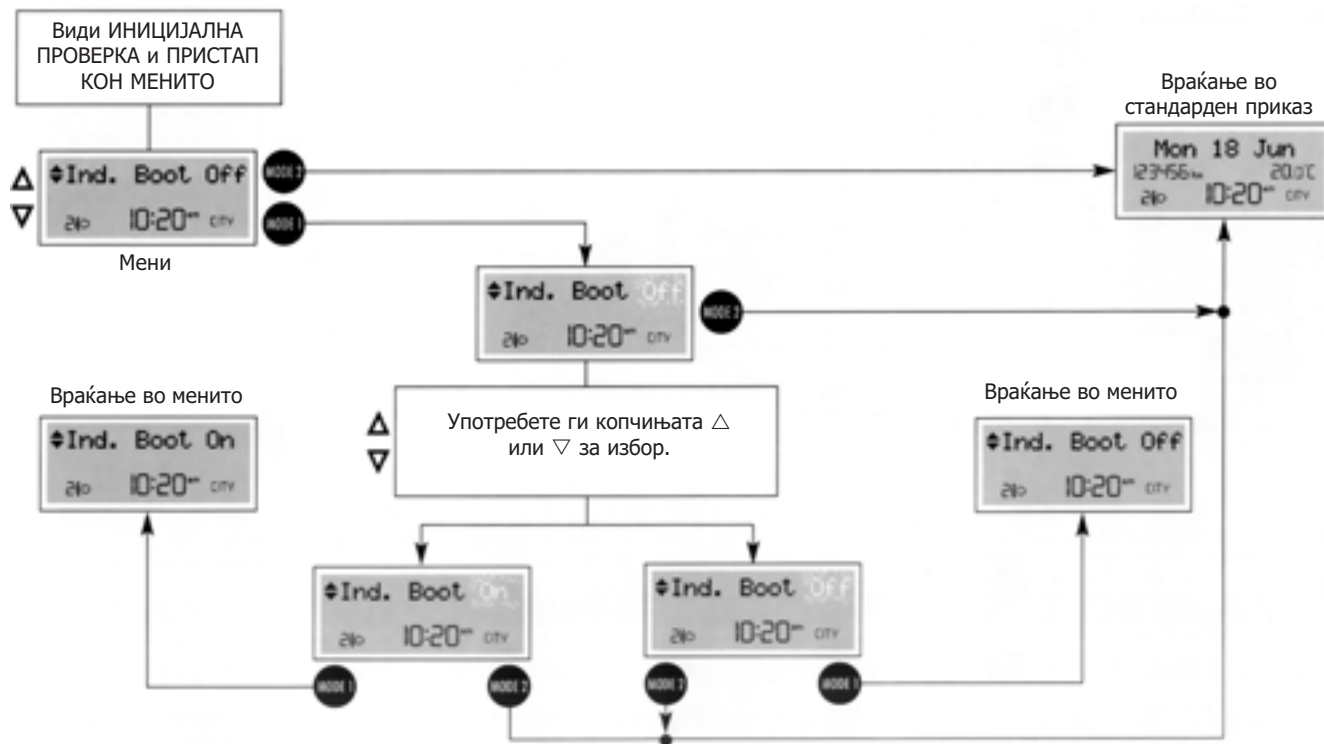 Види ИНИЦИЈАЛНА
ПРОВЕРКА и ПРИСТАП
КОН МЕНИТО
Враќање во
стандарден приказ
Ind. Boot Off
10:20 CITY
MODE 2
MODE 1
Мени
Mon 18 Jun
123456 km 20.0°C
10:20 CITY
Ind. Boot Off
10:20 CITY
MODE 2
Употребете ги копчињата △
или ▽ за избор.
Враќање во менито
Ind. Boot On
10:20 CITY
Враќање во менито
Ind. Boot Off
10:20 CITY
Ind. Boot On
10:20 CITY
MODE 1
MODE 2
Ind. Boot Off
10:20 CITY
MODE 2
MODE 1